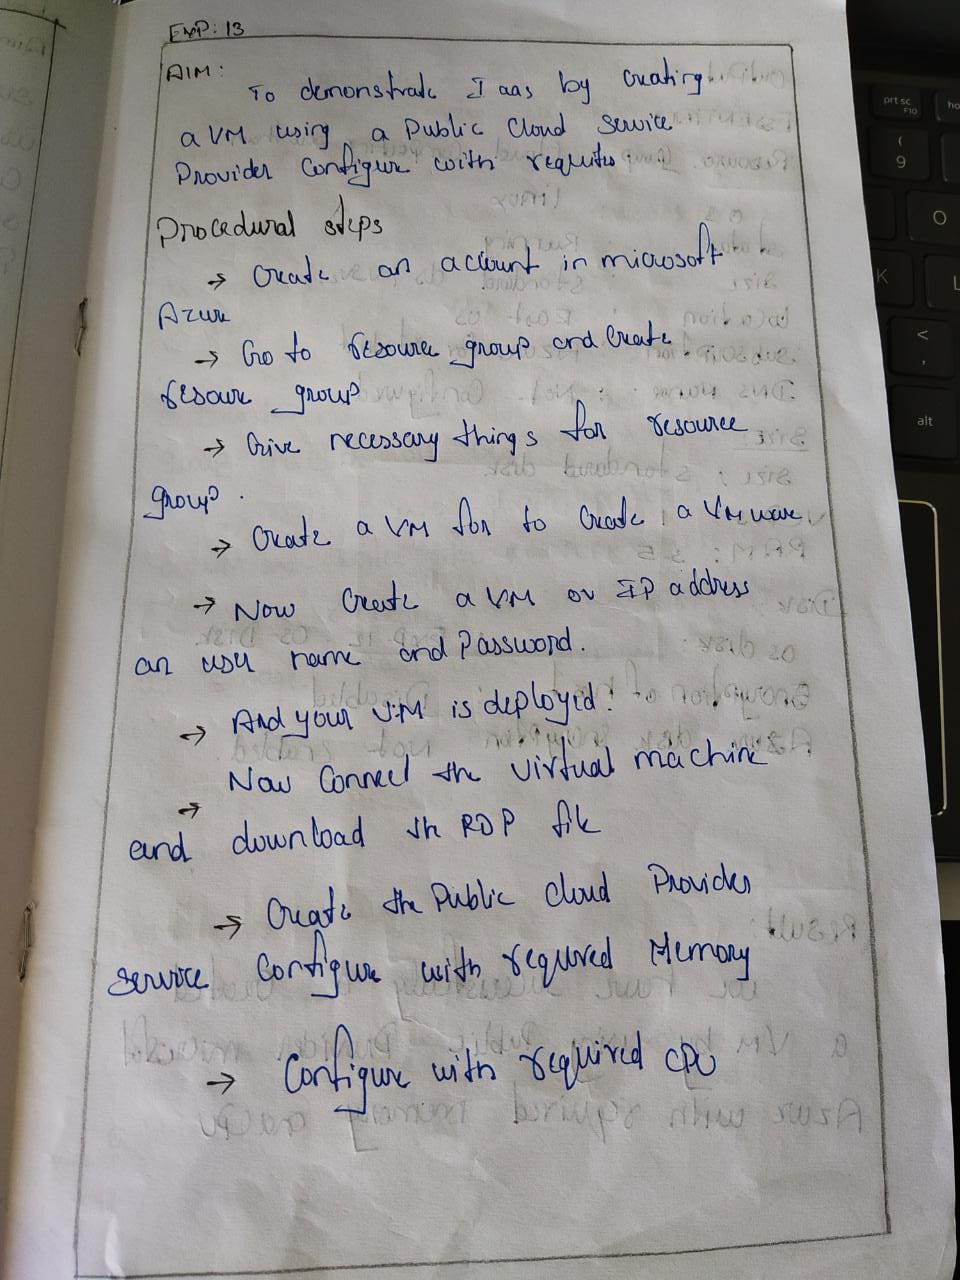 EXP: 13
AIM:
To demonstrate Iaas by creating
a VM using a Public Cloud Service
Provider Configure with
Procedural steps
→ Create an account in microsoft
Azure
→ Go to resource group and Create
resource group
→ Give necessary things for resource
group.
→ Create a VM for to Create a VM ware
→ Now Create a VM or IP address
an user name and Password.
→ And your VM is deployed.
→ Now Connect the virtual machine
and download the RDP file
→ Create the Public Cloud Provider
service Configure with required Memory
→ Configure with required CPU
prt sc
F10
ho
(
9
O
K
L
<
,
alt